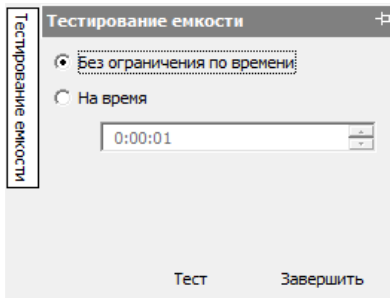 Тестирование емкости
Тестирование емкости
Без ограничения по времени
На время
0:00:01
Тест Завершить